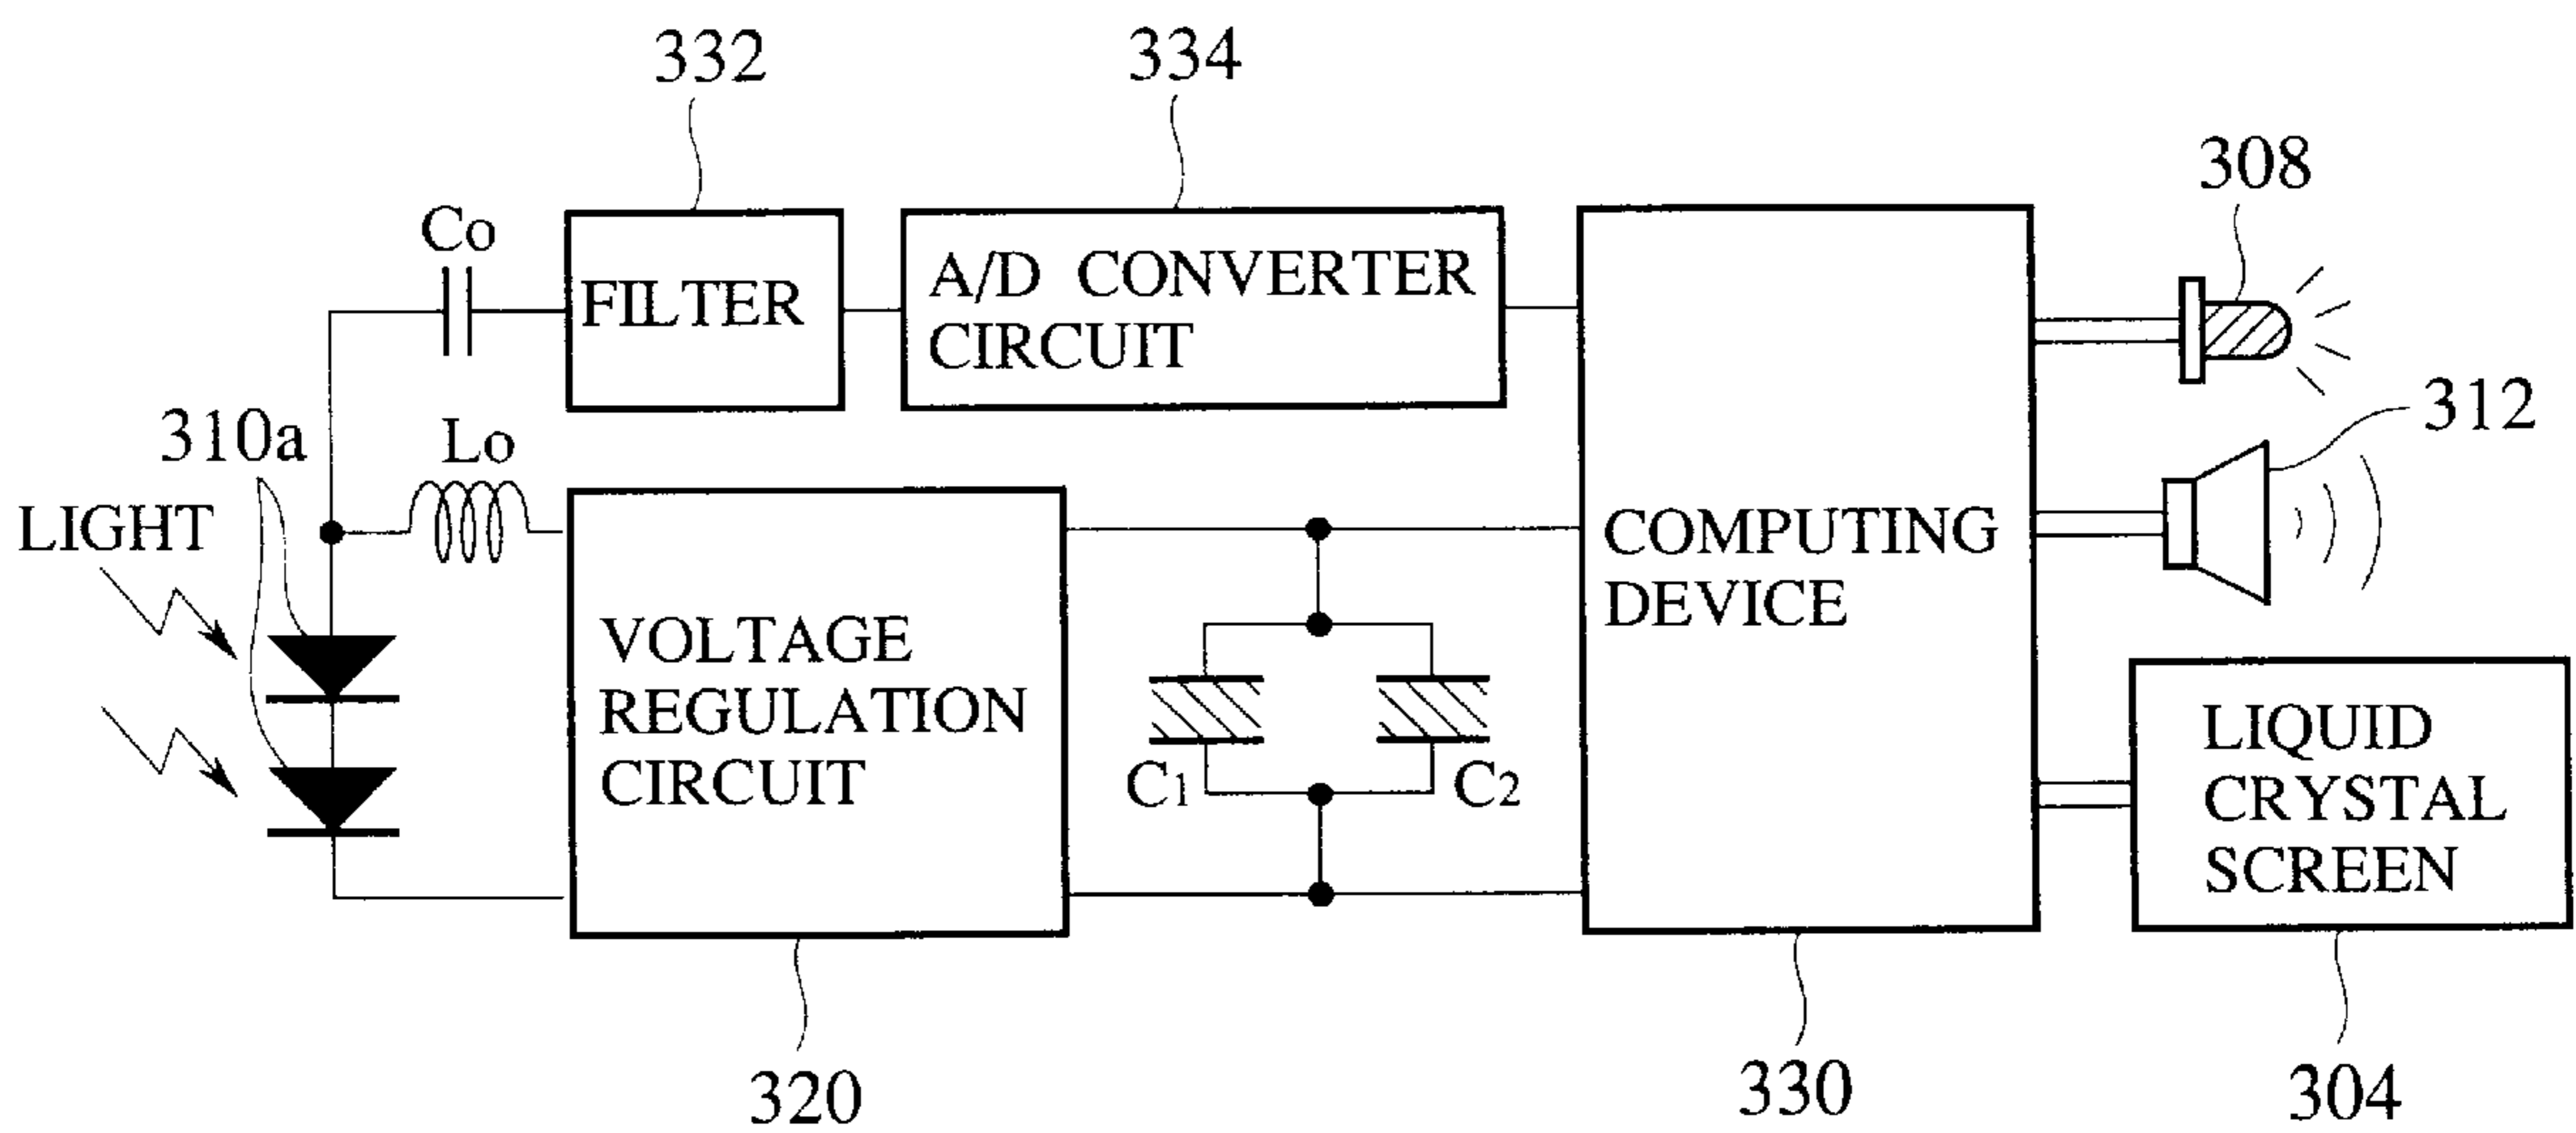 332
334
308
Co
FILTER
A/D CONVERTER
CIRCUIT
312
310a
Lo
LIGHT
VOLTAGE
REGULATION
CIRCUIT
C1
C2
COMPUTING
DEVICE
LIQUID
CRYSTAL
SCREEN
320
330
304